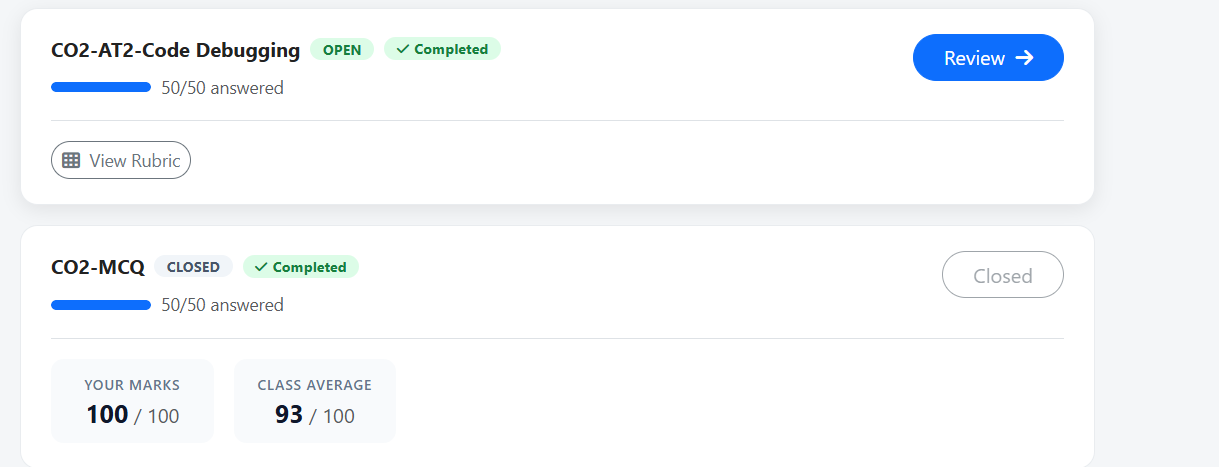 CO2-AT2-Code Debugging OPEN Completed Review
50/50 answered
View Rubric
CO2-MCQ CLOSED Completed Closed
50/50 answered
YOUR MARKS CLASS AVERAGE
100 / 100 93 / 100